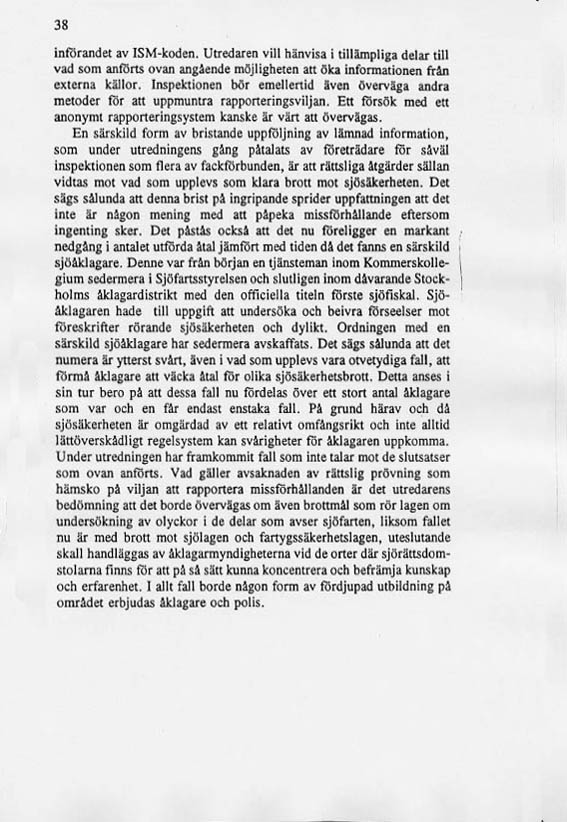 38
införandet av ISM-koden. Utredaren vill hänvisa i tillämpliga delar till
vad som anförts ovan angående möjligheten att öka informationen från
externa källor. Inspektionen bör emellertid även överväga andra
metoder för att uppmuntra rapporteringsviljan. Ett försök med ett
anonymt rapporteringsystem kanske är värt att övervägas.
En särskild form av bristande uppföljning av lämnad information,
som under utredningens gång påtalats av företrädare för såväl
inspektionen som flera av fackförbunden, är att rättsliga åtgärder sällan
vidtas mot vad som upplevs som klara brott mot sjösäkerheten. Det
sägs sålunda att denna brist på ingripande sprider uppfattningen att det
inte är någon mening med att påpeka missförhållande eftersom
ingenting sker. Det påstås också att det nu föreligger en markant
nedgång i antalet utförda åtal jämfört med tiden då det fanns en särskild
sjöåklagare. Denne var från början en tjänsteman inom Kommerskolle-
gium sedermera i Sjöfartsstyrelsen och slutligen inom dåvarande Stock-
holms åklagardistrikt med den officiella titeln förste sjöfiskal. Sjö-
åklagaren hade till uppgift att undersöka och beivra förseelser mot
föreskrifter rörande sjösäkerheten och dylikt. Ordningen med en
särskild sjöåklagare har sedermera avskaffats. Det sägs sålunda att det
numera är ytterst svårt, även i vad som upplevs vara otvetydiga fall, att
förmå åklagare att väcka åtal för olika sjösäkerhetsbrott. Detta anses i
sin tur bero på att dessa fall nu fördelas över ett stort antal åklagare
som var och en får endast enstaka fall. På grund härav och då
sjösäkerheten är omgärdad av ett relativt omfångsrikt och inte alltid
lättöverskådligt regelsystem kan svårigheter för åklagaren uppkomma.
Under utredningen har framkommit fall som inte talar mot de slutsatser
som ovan anförts. Vad gäller avsaknaden av rättslig prövning som
hämsko på viljan att rapportera missförhållanden är det utredarens
bedömning att det borde övervägas om även brottmål som rör lagen om
undersökning av olyckor i de delar som avser sjöfarten, liksom fallet
nu är med brott mot sjölagen och fartygssäkerhetslagen, uteslutande
skall handläggas av åklagarmyndigheterna vid de orter där sjörättsdom-
stolarna finns för att på så sätt kunna koncentrera och befrämja kunskap
och erfarenhet. I allt fall borde någon form av fördjupad utbildning på
området erbjudas åklagare och polis.